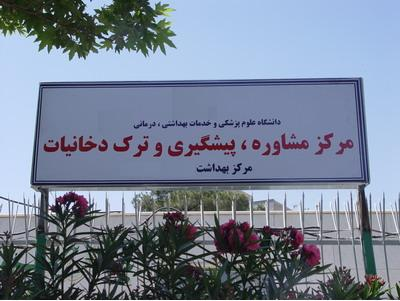 دانشگاه علوم پزشکی و خدمات بهداشتی ، درمانی
مرکز مشاوره ، پیشگیری و ترک دخانیات
مرکز بهداشت